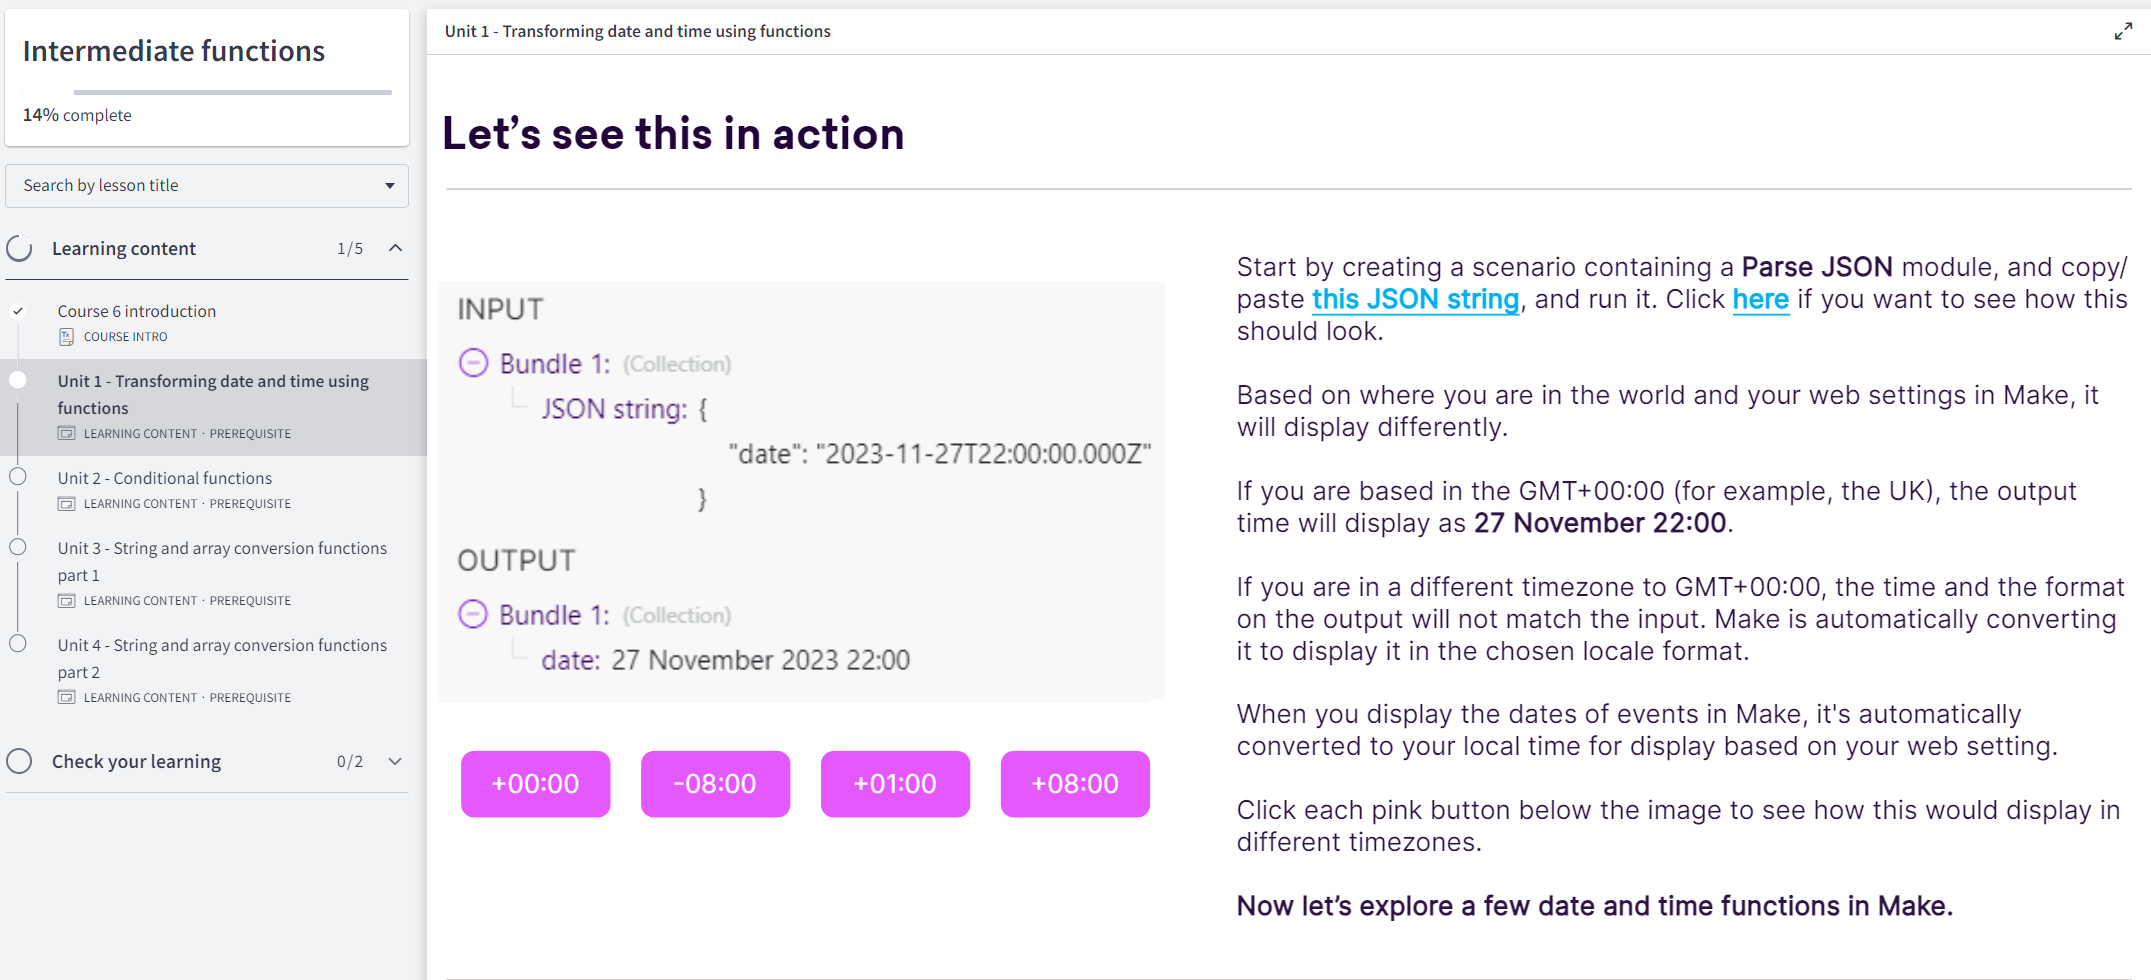 Intermediate functions
14% complete
Search by lesson title
Learning content 1/5
Course 6 introduction
COURSE INTRO
Unit 1 - Transforming date and time using
functions
LEARNING CONTENT · PREREQUISITE
Unit 2 - Conditional functions
LEARNING CONTENT · PREREQUISITE
Unit 3 - String and array conversion functions
part 1
LEARNING CONTENT · PREREQUISITE
Unit 4 - String and array conversion functions
part 2
LEARNING CONTENT · PREREQUISITE
Check your learning 0/2
Unit 1 - Transforming date and time using functions
Let’s see this in action
INPUT
Bundle 1: (Collection)
JSON string: {
"date": "2023-11-27T22:00:00.000Z"
}
OUTPUT
Bundle 1: (Collection)
date: 27 November 2023 22:00
+00:00 -08:00 +01:00 +08:00
Start by creating a scenario containing a Parse JSON module, and copy/
paste this JSON string, and run it. Click here if you want to see how this
should look.
Based on where you are in the world and your web settings in Make, it
will display differently.
If you are based in the GMT+00:00 (for example, the UK), the output
time will display as 27 November 22:00.
If you are in a different timezone to GMT+00:00, the time and the format
on the output will not match the input. Make is automatically converting
it to display it in the chosen locale format.
When you display the dates of events in Make, it's automatically
converted to your local time for display based on your web setting.
Click each pink button below the image to see how this would display in
different timezones.
Now let’s explore a few date and time functions in Make.